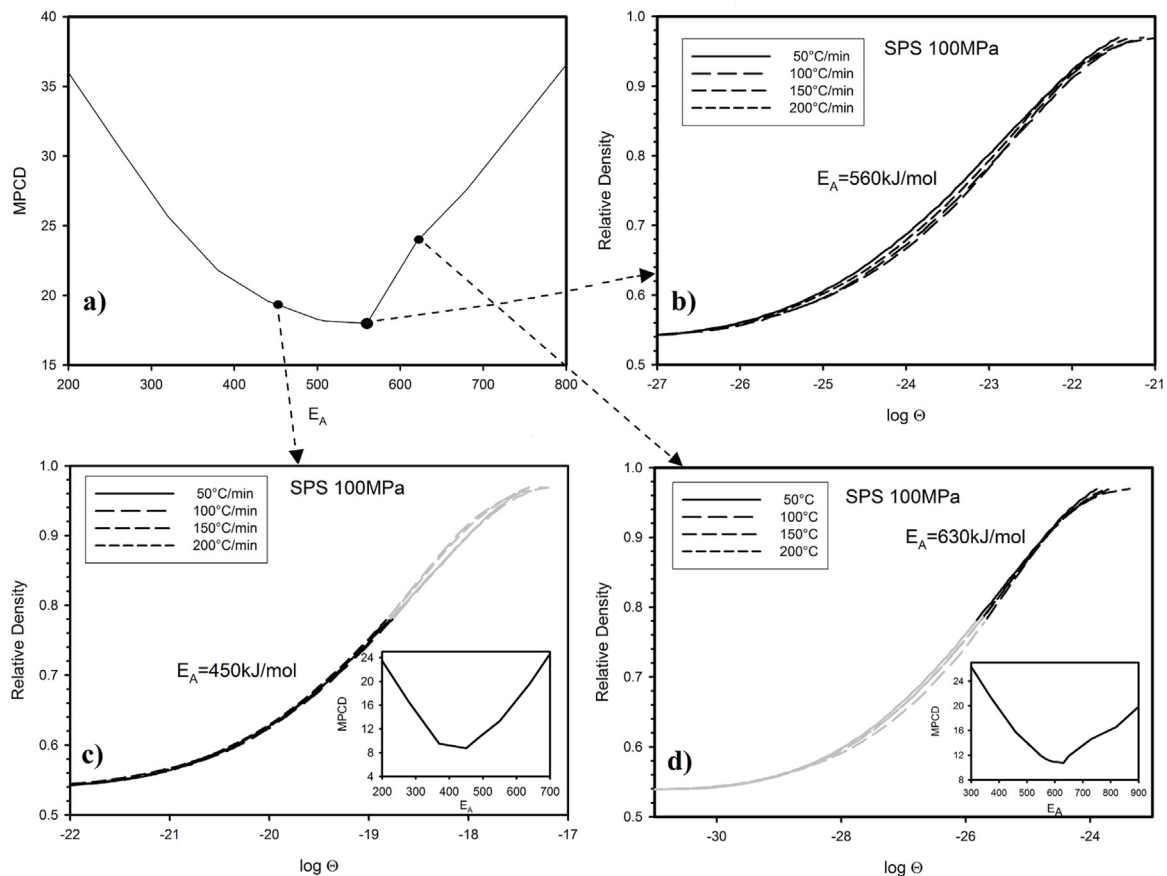 40
35
30
25
20
15
MPCD
a)
200 300 400 500 600 700 800
E_A
1.0
0.9
0.8
0.7
0.6
0.5
Relative Density
50°C/min
100°C/min
150°C/min
200°C/min
SPS 100MPa
E_A=560kJ/mol
b)
-27 -26 -25 -24 -23 -22 -21
log Θ
1.0
0.9
0.8
0.7
0.6
0.5
Relative Density
50°C/min
100°C/min
150°C/min
200°C/min
SPS 100MPa
E_A=450kJ/mol
c)
24
20
16
12
8
4
MPCD
200 300 400 500 600 700
E_A
-22 -21 -20 -19 -18 -17
log Θ
1.0
0.9
0.8
0.7
0.6
0.5
Relative Density
50°C
100°C
150°C
200°C
SPS 100MPa
E_A=630kJ/mol
d)
24
20
16
12
8
MPCD
300 400 500 600 700 800 900
E_A
-30 -28 -26 -24
log Θ